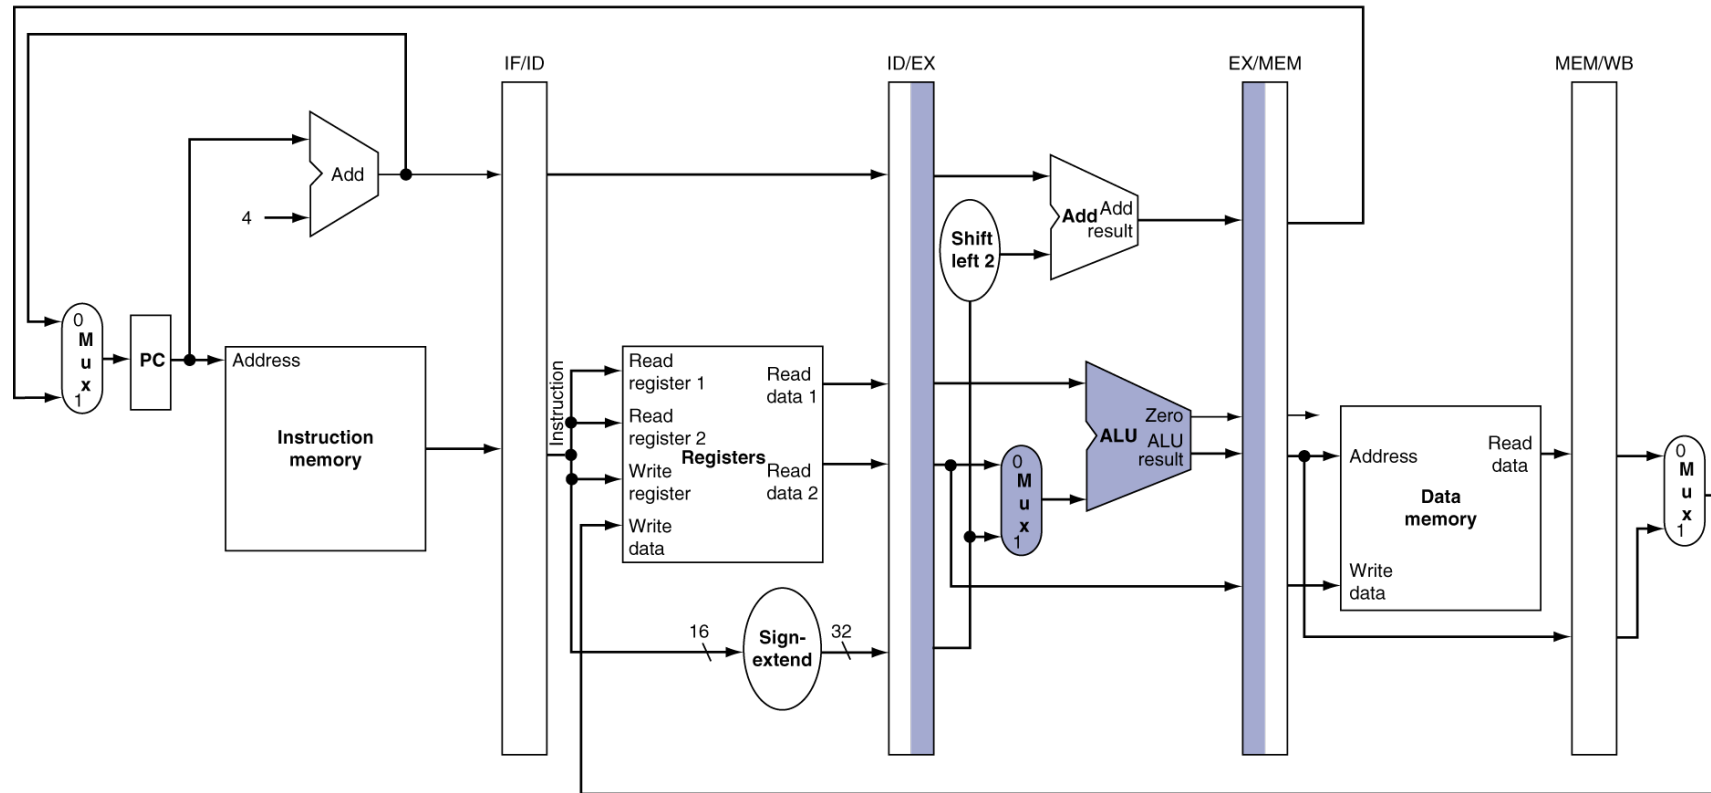 IF/ID
ID/EX
EX/MEM
MEM/WB
Add
4
Add
Add
result
Shift
left 2
0
M
u
x
1
PC
Address
Instruction
memory
Instruction
Read
register 1
Read
register 2
Write
register
Write
data
Registers
Read
data 1
Read
data 2
16
Sign-
extend
32
0
M
u
x
1
ALU
Zero
ALU
result
Address
Read
data
Data
memory
Write
data
0
M
u
x
1